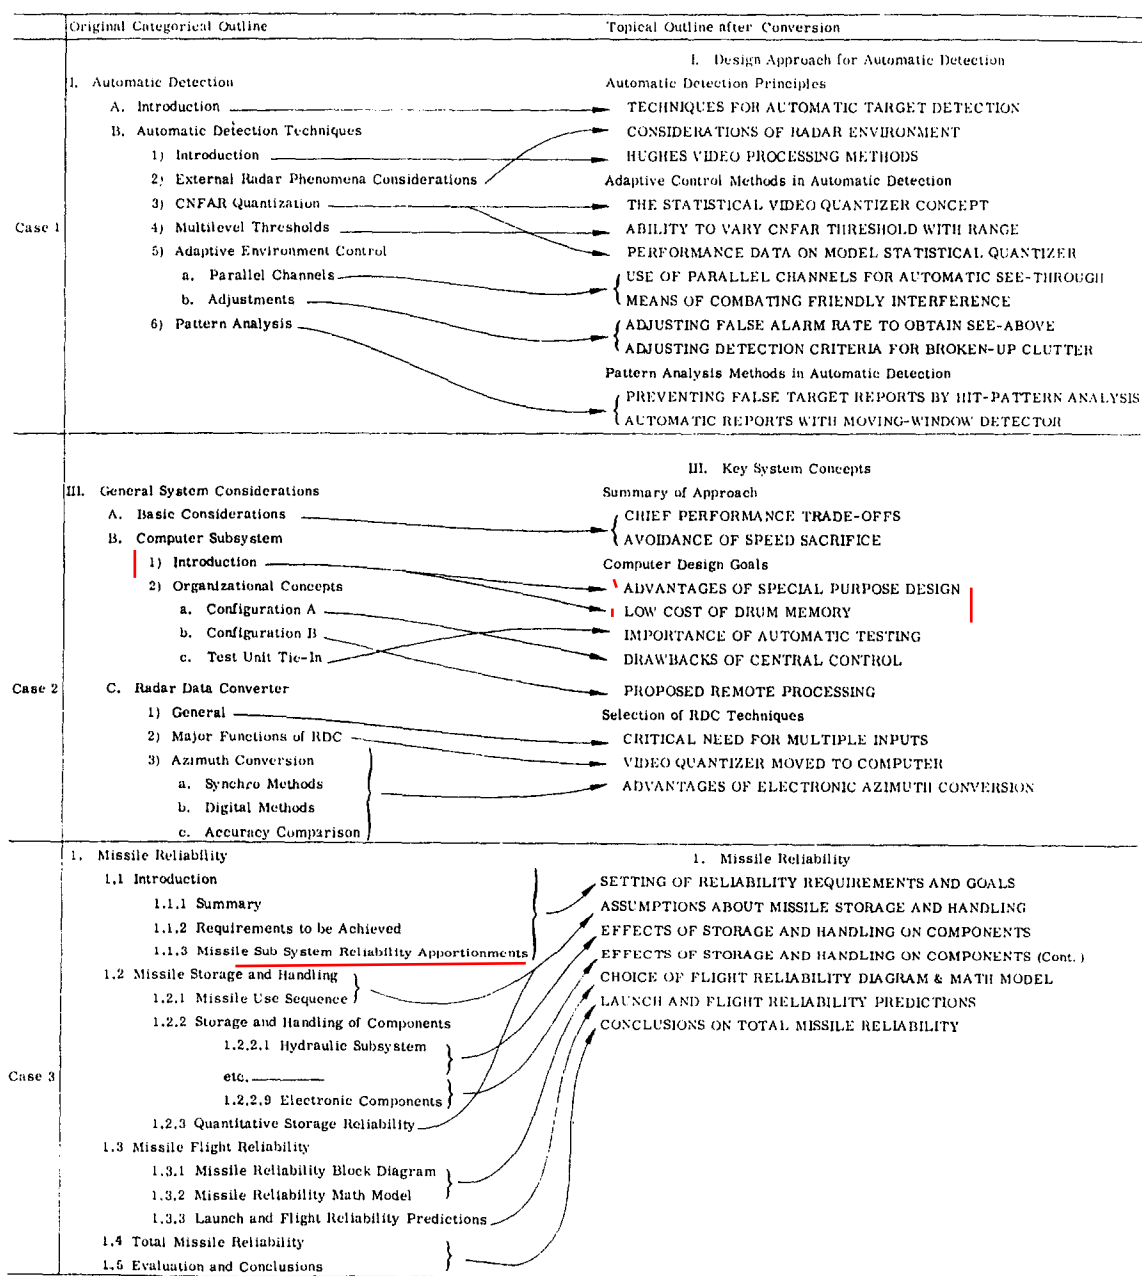 Original Categorical Outline
Topical Outline after Conversion
Case 1
I. Automatic Detection
A. Introduction
B. Automatic Detection Techniques
1) Introduction
2) External Radar Phenomena Considerations
3) CNFAR Quantization
4) Multilevel Thresholds
5) Adaptive Environment Control
a. Parallel Channels
b. Adjustments
6) Pattern Analysis
I. Design Approach for Automatic Detection
Automatic Detection Principles
TECHNIQUES FOR AUTOMATIC TARGET DETECTION
CONSIDERATIONS OF RADAR ENVIRONMENT
HUGHES VIDEO PROCESSING METHODS
Adaptive Control Methods in Automatic Detection
THE STATISTICAL VIDEO QUANTIZER CONCEPT
ABILITY TO VARY CNFAR THRESHOLD WITH RANGE
PERFORMANCE DATA ON MODEL STATISTICAL QUANTIZER
USE OF PARALLEL CHANNELS FOR AUTOMATIC SEE-THROUGH
MEANS OF COMBATING FRIENDLY INTERFERENCE
ADJUSTING FALSE ALARM RATE TO OBTAIN SEE-ABOVE
ADJUSTING DETECTION CRITERIA FOR BROKEN-UP CLUTTER
Pattern Analysis Methods in Automatic Detection
PREVENTING FALSE TARGET REPORTS BY HIT-PATTERN ANALYSIS
AUTOMATIC REPORTS WITH MOVING-WINDOW DETECTOR
Case 2
III. General System Considerations
A. Basic Considerations
B. Computer Subsystem
1) Introduction
2) Organizational Concepts
a. Configuration A
b. Configuration B
c. Test Unit Tie-In
C. Radar Data Converter
1) General
2) Major Functions of RDC
3) Azimuth Conversion
a. Synchro Methods
b. Digital Methods
c. Accuracy Comparison
III. Key System Concepts
Summary of Approach
CHIEF PERFORMANCE TRADE-OFFS
AVOIDANCE OF SPEED SACRIFICE
Computer Design Goals
ADVANTAGES OF SPECIAL PURPOSE DESIGN
LOW COST OF DRUM MEMORY
IMPORTANCE OF AUTOMATIC TESTING
DRAWBACKS OF CENTRAL CONTROL
PROPOSED REMOTE PROCESSING
Selection of RDC Techniques
CRITICAL NEED FOR MULTIPLE INPUTS
VIDEO QUANTIZER MOVED TO COMPUTER
ADVANTAGES OF ELECTRONIC AZIMUTH CONVERSION
Case 3
1. Missile Reliability
1.1 Introduction
1.1.1 Summary
1.1.2 Requirements to be Achieved
1.1.3 Missile Sub System Reliability Apportionments
1.2 Missile Storage and Handling
1.2.1 Missile Use Sequence
1.2.2 Storage and Handling of Components
1.2.2.1 Hydraulic Subsystem
etc.
1.2.2.9 Electronic Components
1.2.3 Quantitative Storage Reliability
1.3 Missile Flight Reliability
1.3.1 Missile Reliability Block Diagram
1.3.2 Missile Reliability Math Model
1.3.3 Launch and Flight Reliability Predictions
1.4 Total Missile Reliability
1.5 Evaluation and Conclusions
1. Missile Reliability
SETTING OF RELIABILITY REQUIREMENTS AND GOALS
ASSUMPTIONS ABOUT MISSILE STORAGE AND HANDLING
EFFECTS OF STORAGE AND HANDLING ON COMPONENTS
EFFECTS OF STORAGE AND HANDLING ON COMPONENTS (Cont.)
CHOICE OF FLIGHT RELIABILITY DIAGRAM & MATH MODEL
LAUNCH AND FLIGHT RELIABILITY PREDICTIONS
CONCLUSIONS ON TOTAL MISSILE RELIABILITY